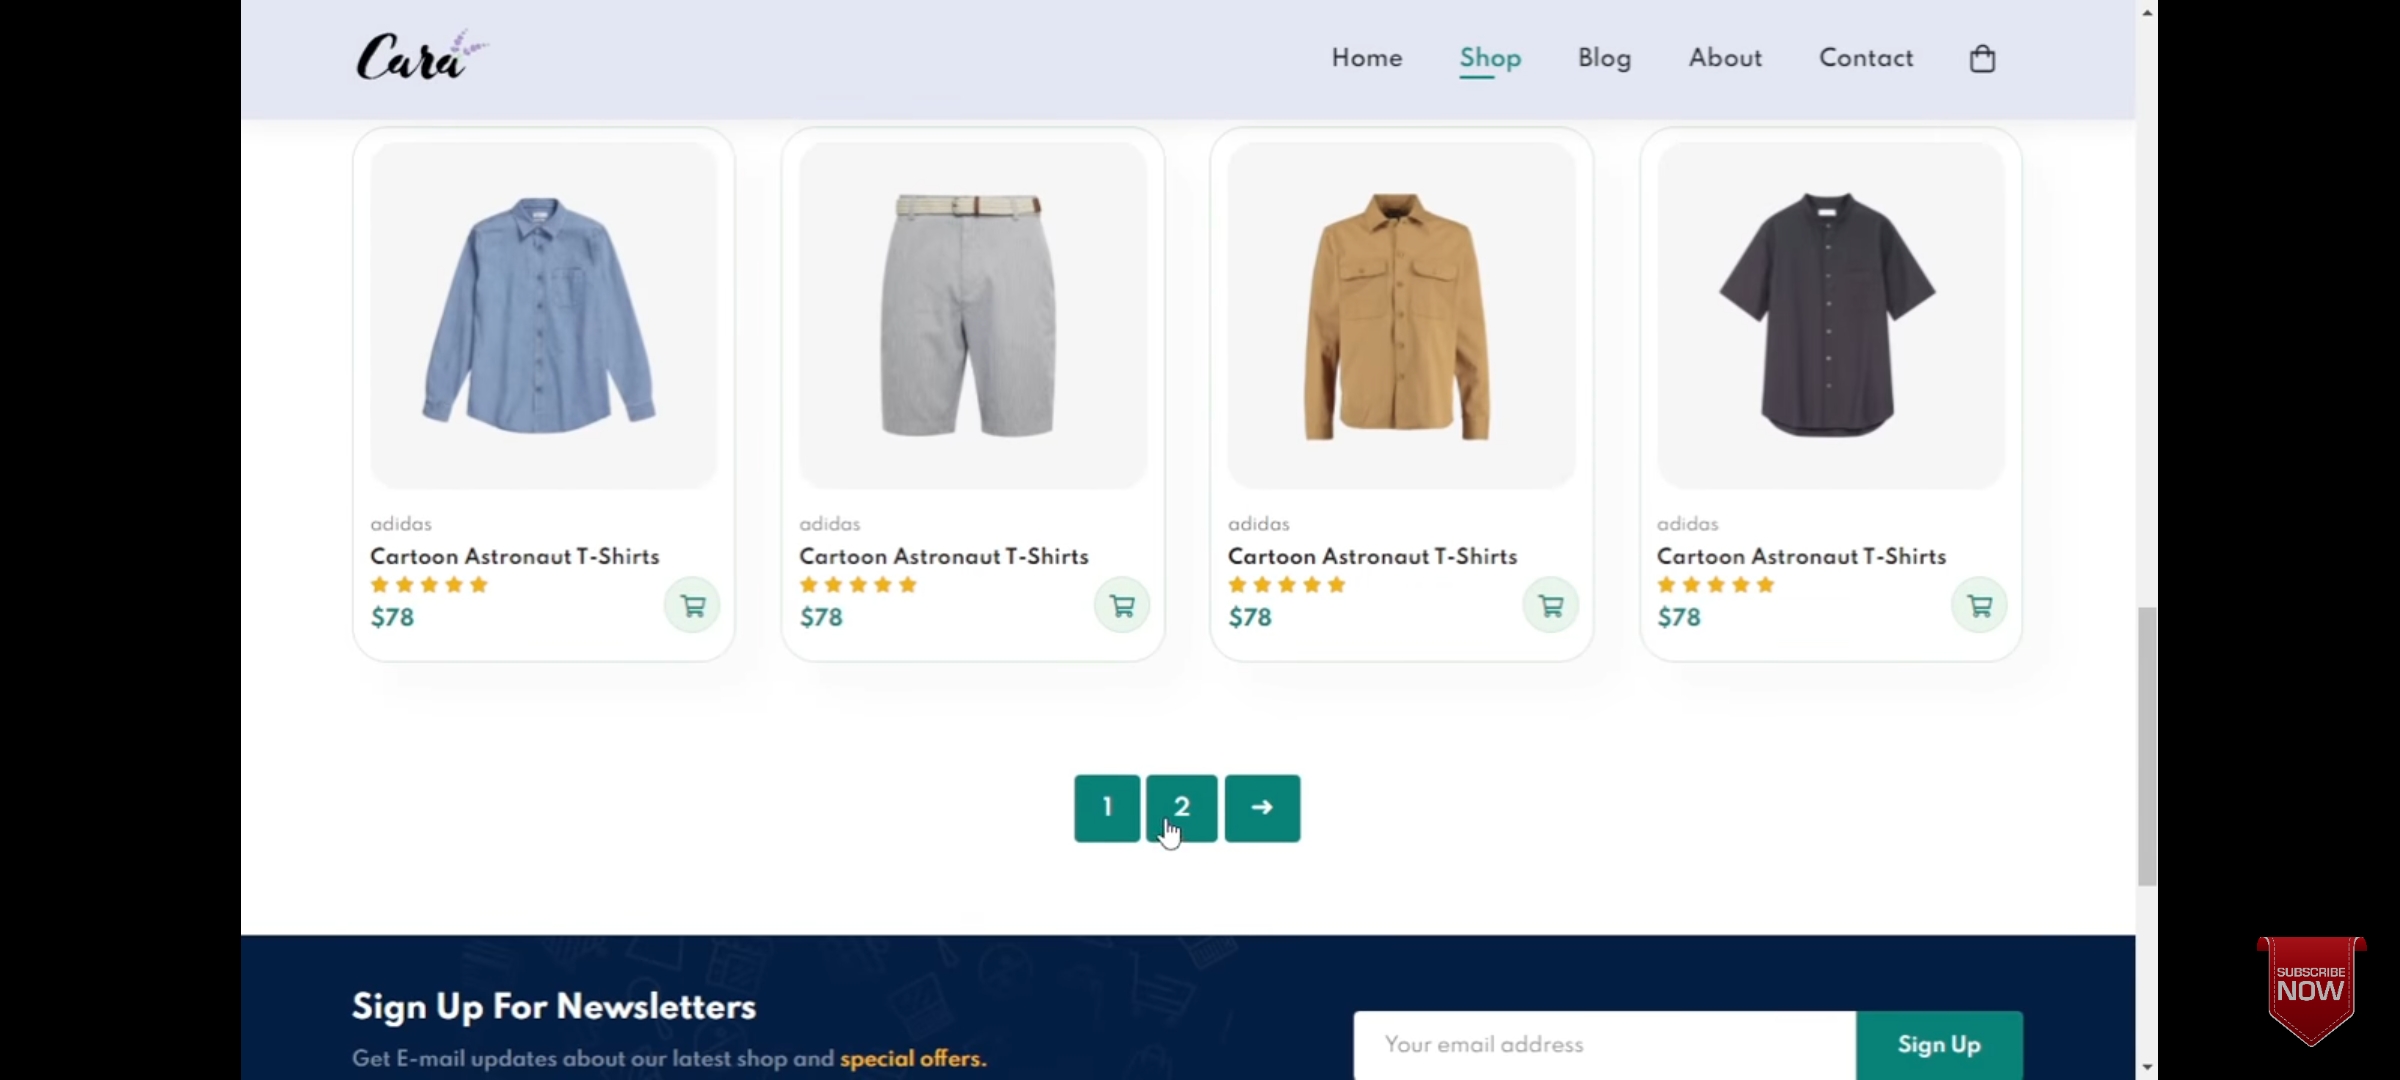 Cara
Home Shop Blog About Contact
adidas adidas adidas adidas
Cartoon Astronaut T-Shirts Cartoon Astronaut T-Shirts Cartoon Astronaut T-Shirts Cartoon Astronaut T-Shirts
$78 $78 $78 $78
1 2 →
Sign Up For Newsletters
Get E-mail updates about our latest shop and special offers.
Your email address Sign Up
SUBSCRIBE
NOW